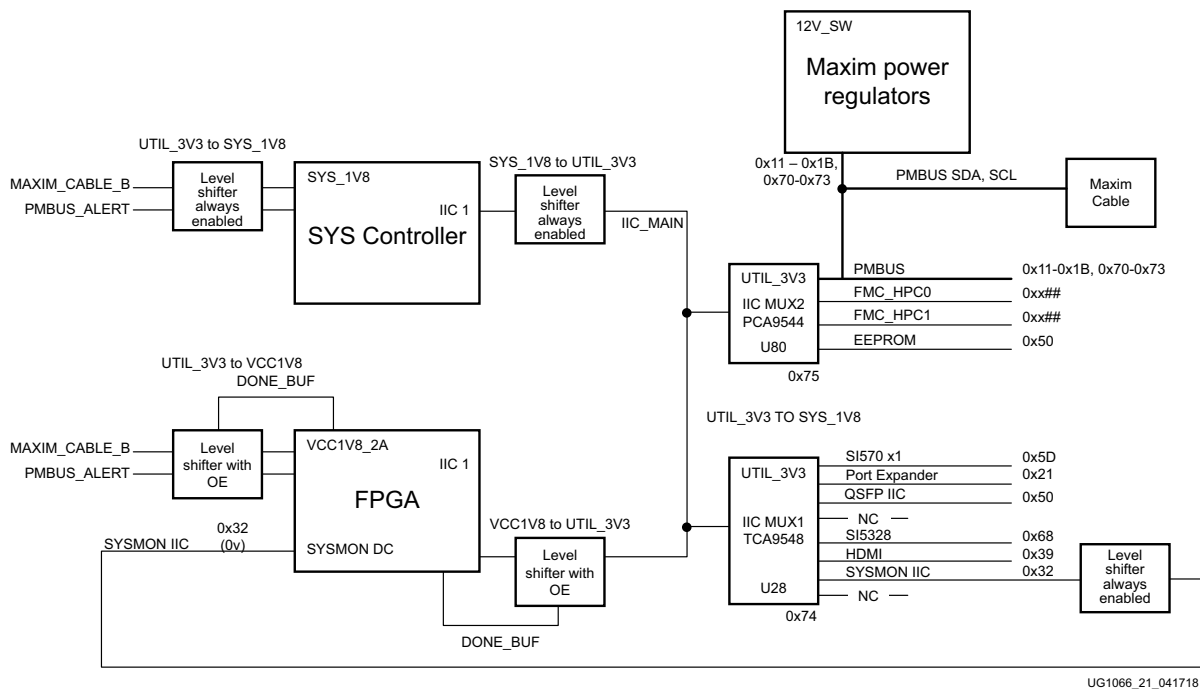 12V_SW
Maxim power
regulators
UTIL_3V3 to SYS_1V8
MAXIM_CABLE_B
PMBUS_ALERT
Level
shifter
always
enabled
SYS_1V8
IIC 1
SYS Controller
SYS_1V8 to UTIL_3V3
Level
shifter
always
enabled
IIC_MAIN
0x11 – 0x1B,
0x70-0x73
PMBUS SDA, SCL
Maxim
Cable
UTIL_3V3
IIC MUX2
PCA9544
U80
0x75
PMBUS
0x11-0x1B, 0x70-0x73
FMC_HPC0
0xx##
FMC_HPC1
0xx##
EEPROM
0x50
UTIL_3V3 to VCC1V8
DONE_BUF
MAXIM_CABLE_B
PMBUS_ALERT
Level
shifter with
OE
VCC1V8_2A
IIC 1
FPGA
SYSMON DC
SYSMON IIC
0x32
(0v)
VCC1V8 to UTIL_3V3
Level
shifter with
OE
DONE_BUF
UTIL_3V3 TO SYS_1V8
UTIL_3V3
IIC MUX1
TCA9548
U28
0x74
SI570 x1
0x5D
Port Expander
0x21
QSFP IIC
0x50
NC
SI5328
0x68
HDMI
0x39
SYSMON IIC
0x32
NC
Level
shifter
always
enabled
UG1066_21_041718